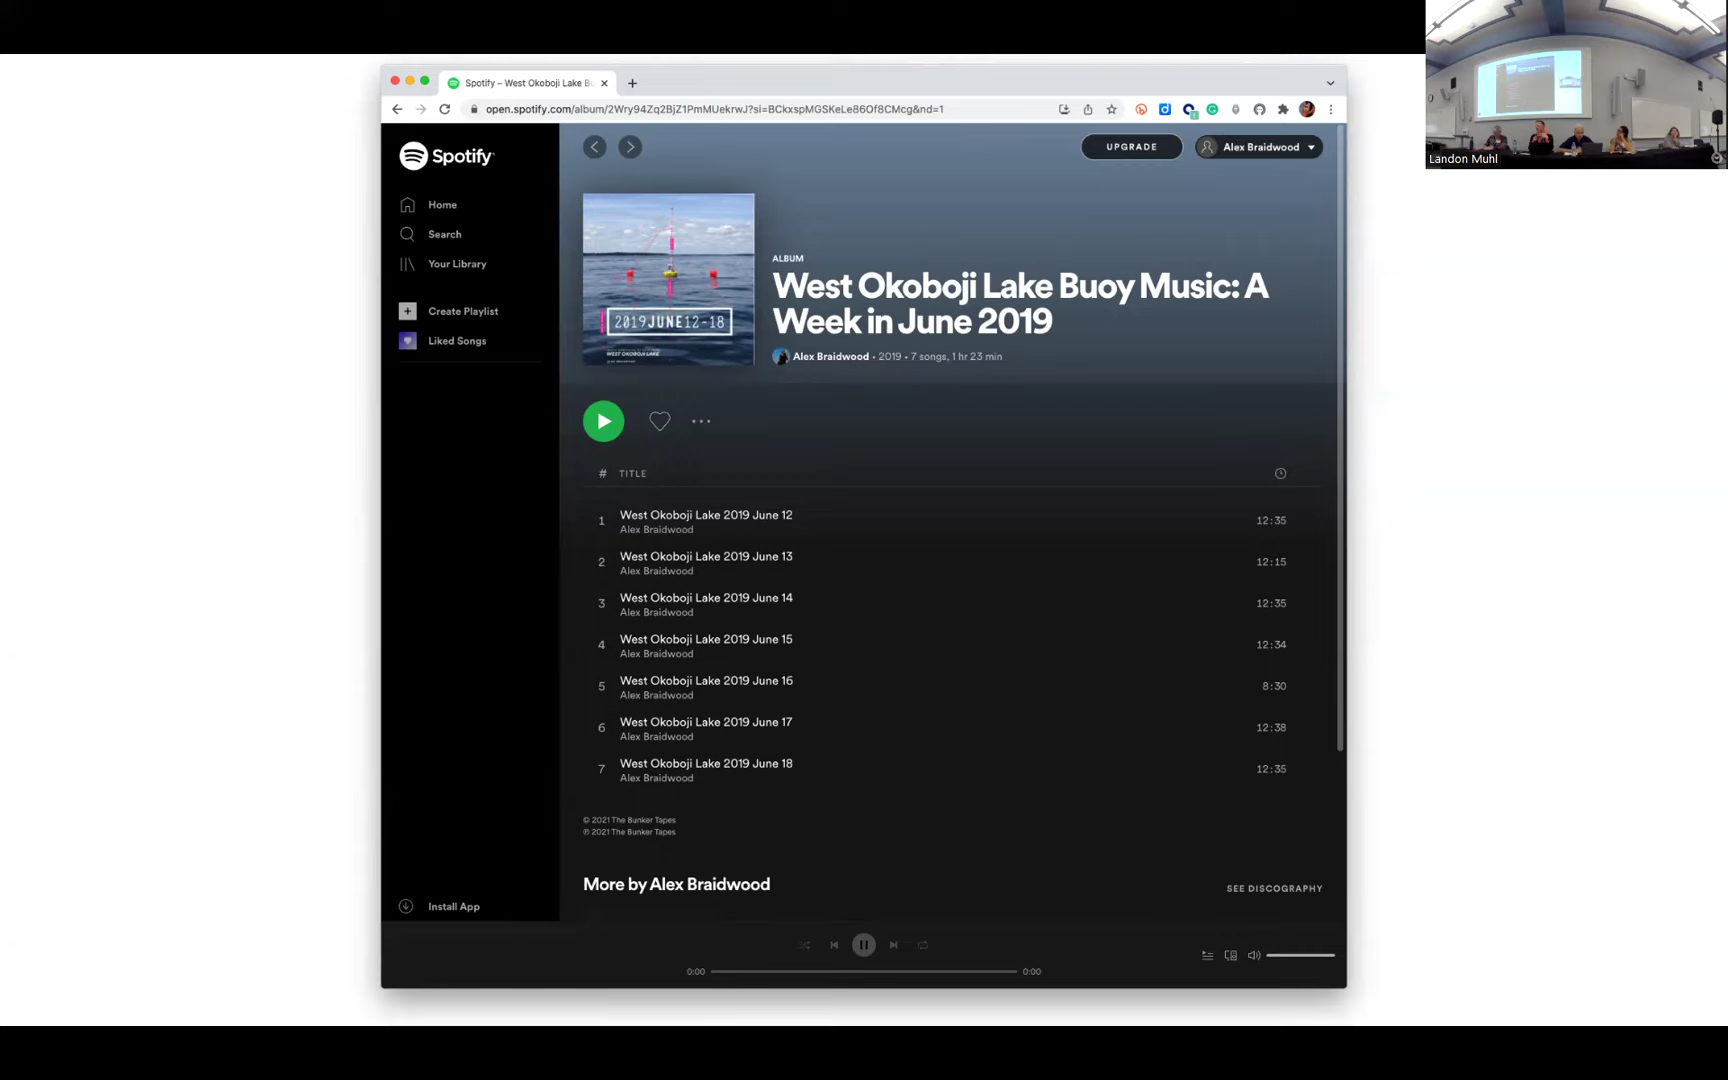 Spotify – West Okoboji Lake Bu
open.spotify.com/album/2Wry94Zq2BjZ1PmMUekrwJ?si=BCkxspMGSKeLe86Of8CMcg&nd=1
Landon Muhl
Spotify
UPGRADE
Alex Braidwood
Home
Search
Your Library
Create Playlist
Liked Songs
2019JUNE12-18
WEST OKOBOJI LAKE
ALBUM
West Okoboji Lake Buoy Music: A
Week in June 2019
Alex Braidwood • 2019 • 7 songs, 1 hr 23 min
# TITLE
1 West Okoboji Lake 2019 June 12 12:35
Alex Braidwood
2 West Okoboji Lake 2019 June 13 12:15
Alex Braidwood
3 West Okoboji Lake 2019 June 14 12:35
Alex Braidwood
4 West Okoboji Lake 2019 June 15 12:34
Alex Braidwood
5 West Okoboji Lake 2019 June 16 8:30
Alex Braidwood
6 West Okoboji Lake 2019 June 17 12:38
Alex Braidwood
7 West Okoboji Lake 2019 June 18 12:35
Alex Braidwood
© 2021 The Bunker Tapes
℗ 2021 The Bunker Tapes
More by Alex Braidwood
SEE DISCOGRAPHY
Install App
0:00 0:00